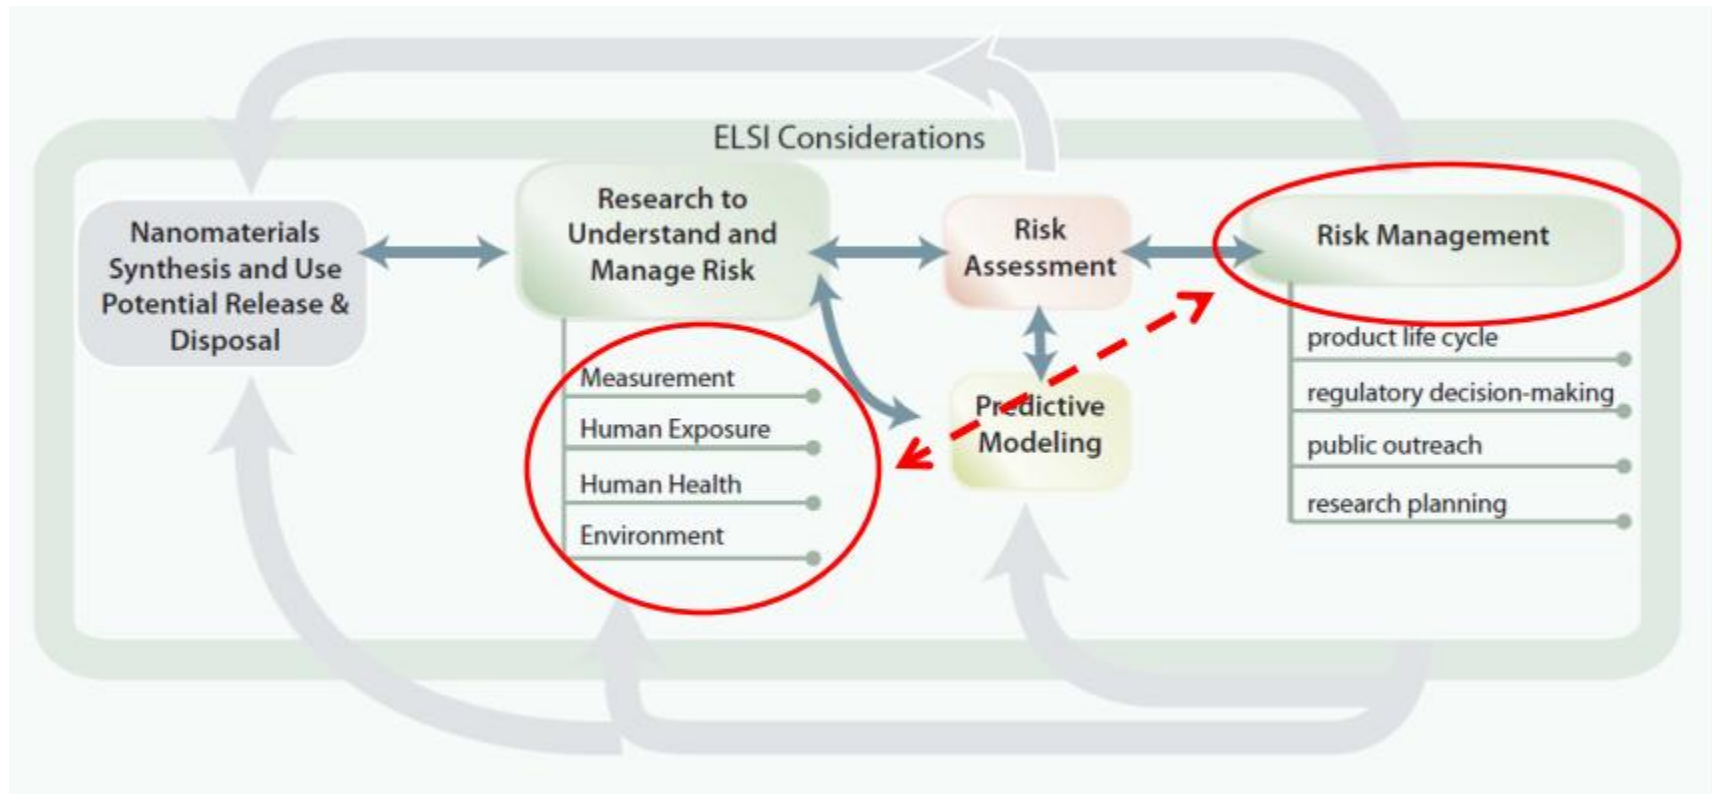 ELSI Considerations
Nanomaterials
Synthesis and Use
Potential Release &
Disposal
Research to
Understand and
Manage Risk
Measurement
Human Exposure
Human Health
Environment
Risk
Assessment
Predictive
Modeling
Risk Management
product life cycle
regulatory decision-making
public outreach
research planning